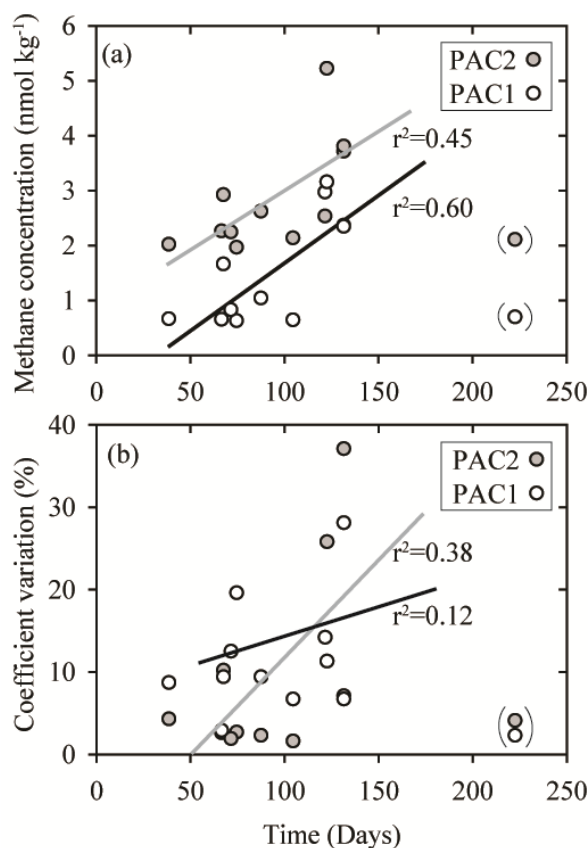 6
(a)
PAC2
PAC1
5
4
3
2
1
0
r²=0.45
r²=0.60
Methane concentration (nmol kg⁻¹)
0 50 100 150 200 250
40
(b)
PAC2
PAC1
30
20
10
0
r²=0.38
r²=0.12
Coefficient variation (%)
0 50 100 150 200 250
Time (Days)